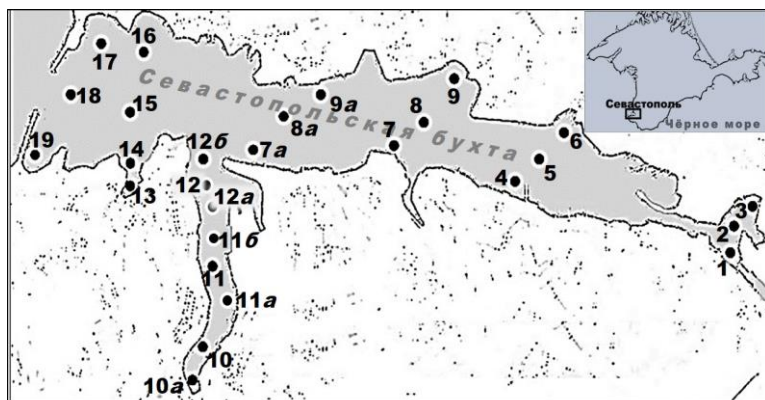 16
17
Севастополь
Чёрное море
Севастопольская бухта
18
15
9а
9
8
8а
7
6
19
14
12б
7а
5
4
13
12
12а
3
2
11б
1
11
11а
10
10а